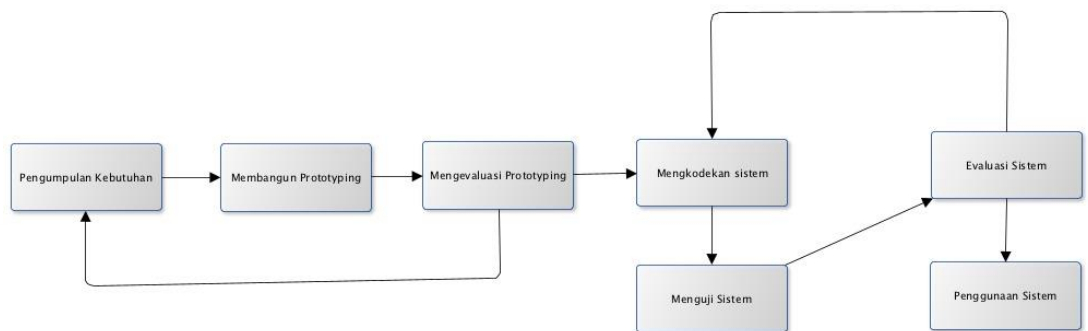 Pengumpulan Kebutuhan
Membangun Prototyping
Mengevaluasi Prototyping
Mengkodekan sistem
Menguji Sistem
Evaluasi Sistem
Penggunaan Sistem